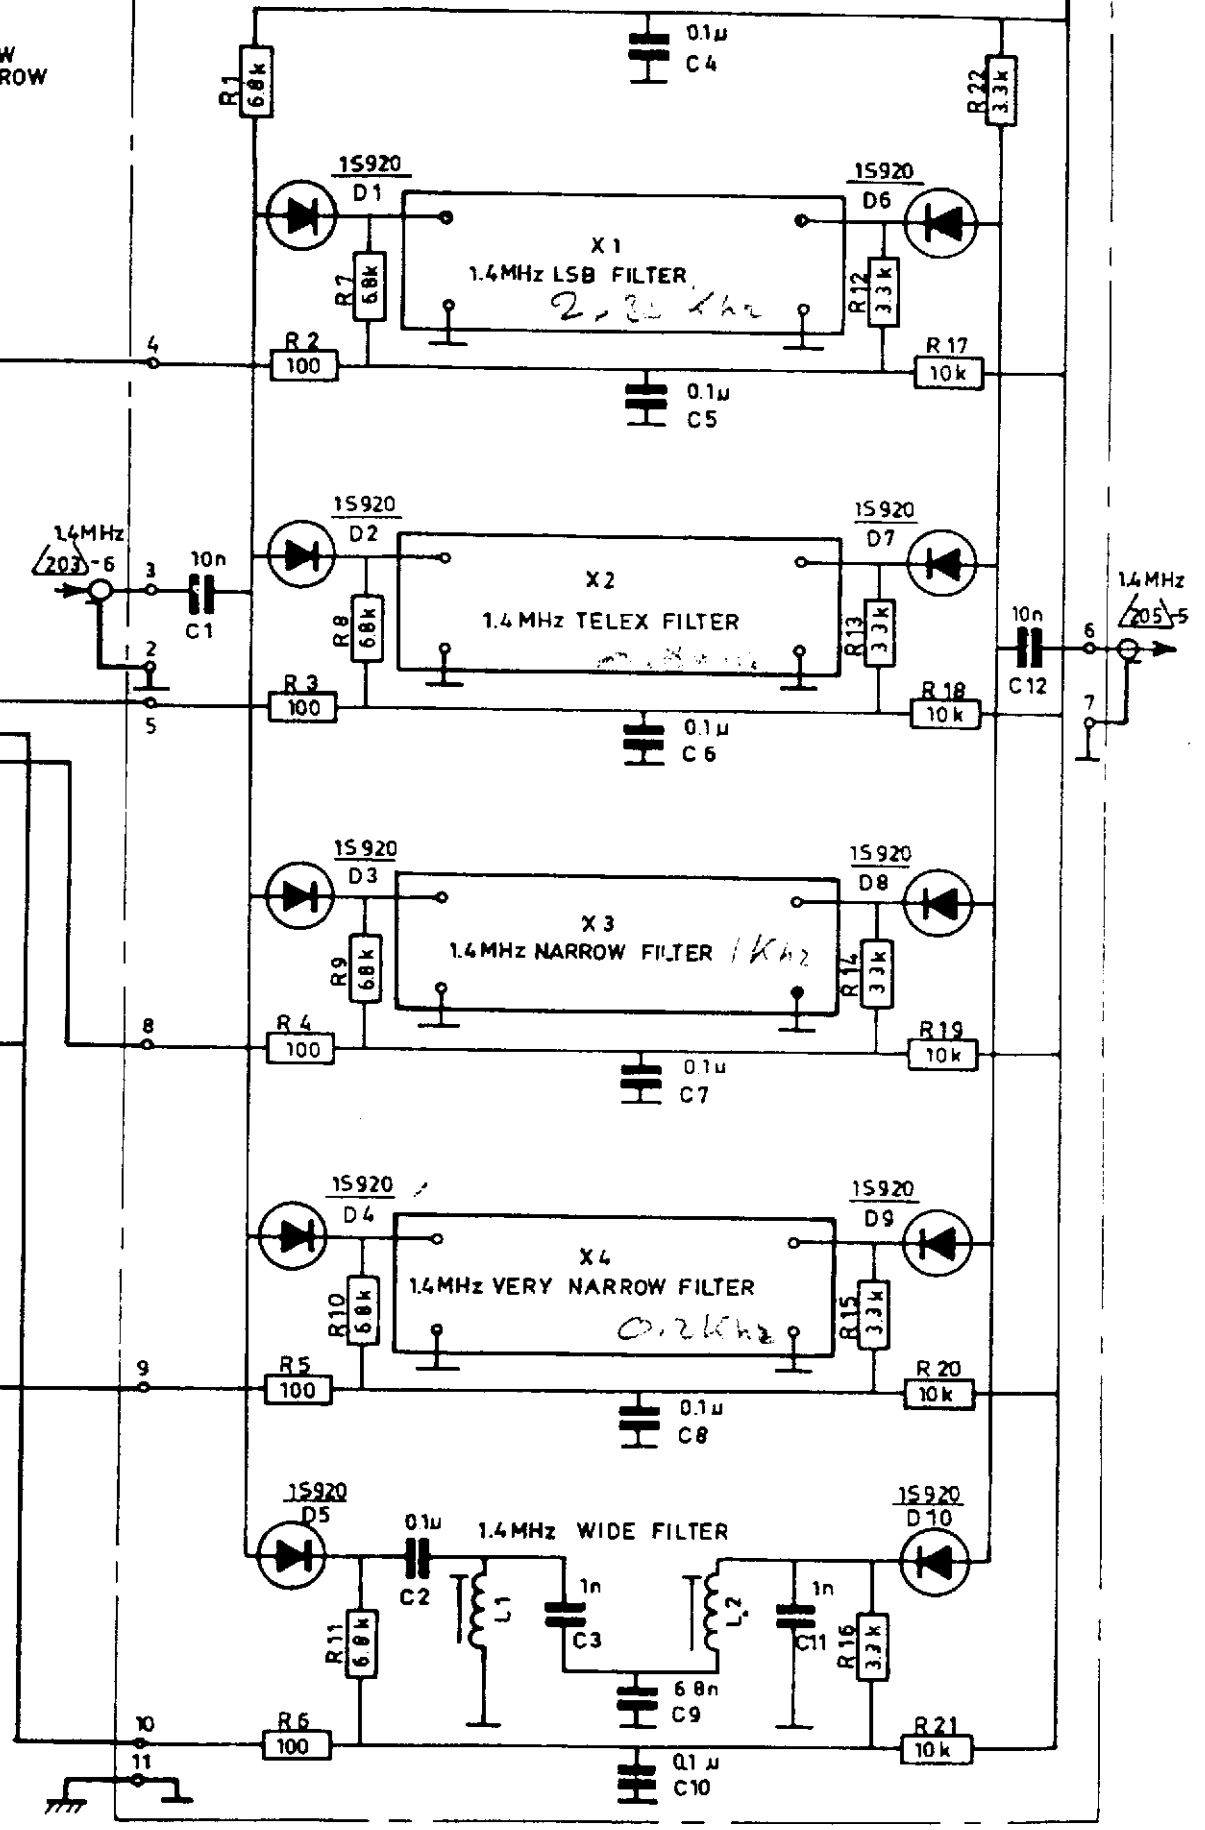 W
ROW
0.1µ
C4
R1
6.8k
R22
3.3k
1S920
D1
1S920
D6
X1
1.4MHz LSB FILTER
Khz
R7
6.8k
R12
3.3k
4
R2
100
R17
10k
0.1µ
C5
1S920
D2
1S920
D7
1.4MHz
203-6
3
10n
C1
2
5
X2
1.4MHz TELEX FILTER
R8
6.8k
R13
3.3k
1.4MHz
205-5
10n
C12
6
7
R3
100
R18
10k
0.1µ
C6
1S920
D3
1S920
D8
X3
1.4MHz NARROW FILTER 1Khz
R9
6.8k
R14
3.3k
8
R4
100
R19
10k
0.1µ
C7
1S920
D4
1S920
D9
X4
1.4MHz VERY NARROW FILTER
0.2Khz
R10
6.8k
R15
3.3k
9
R5
100
R20
10k
0.1µ
C8
1S920
D5
1S920
D10
0.1µ
C2
1.4MHz WIDE FILTER
L1
1n
C3
L2
1n
C11
R11
6.8k
R16
3.3k
68n
C9
10
R6
100
R21
10k
11
0.1µ
C10